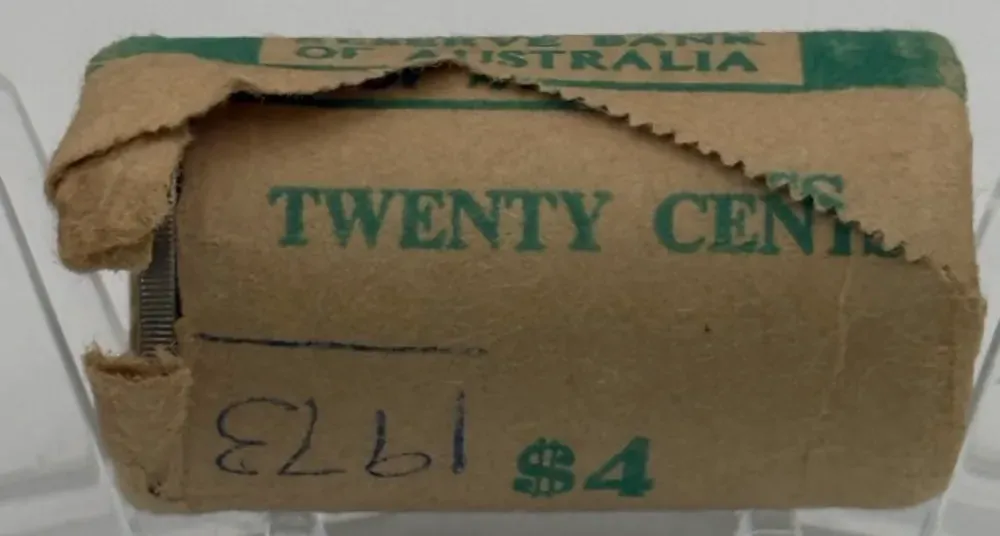 RESERVE BANK
OF AUSTRALIA
TWENTY CENTS
1973
$4